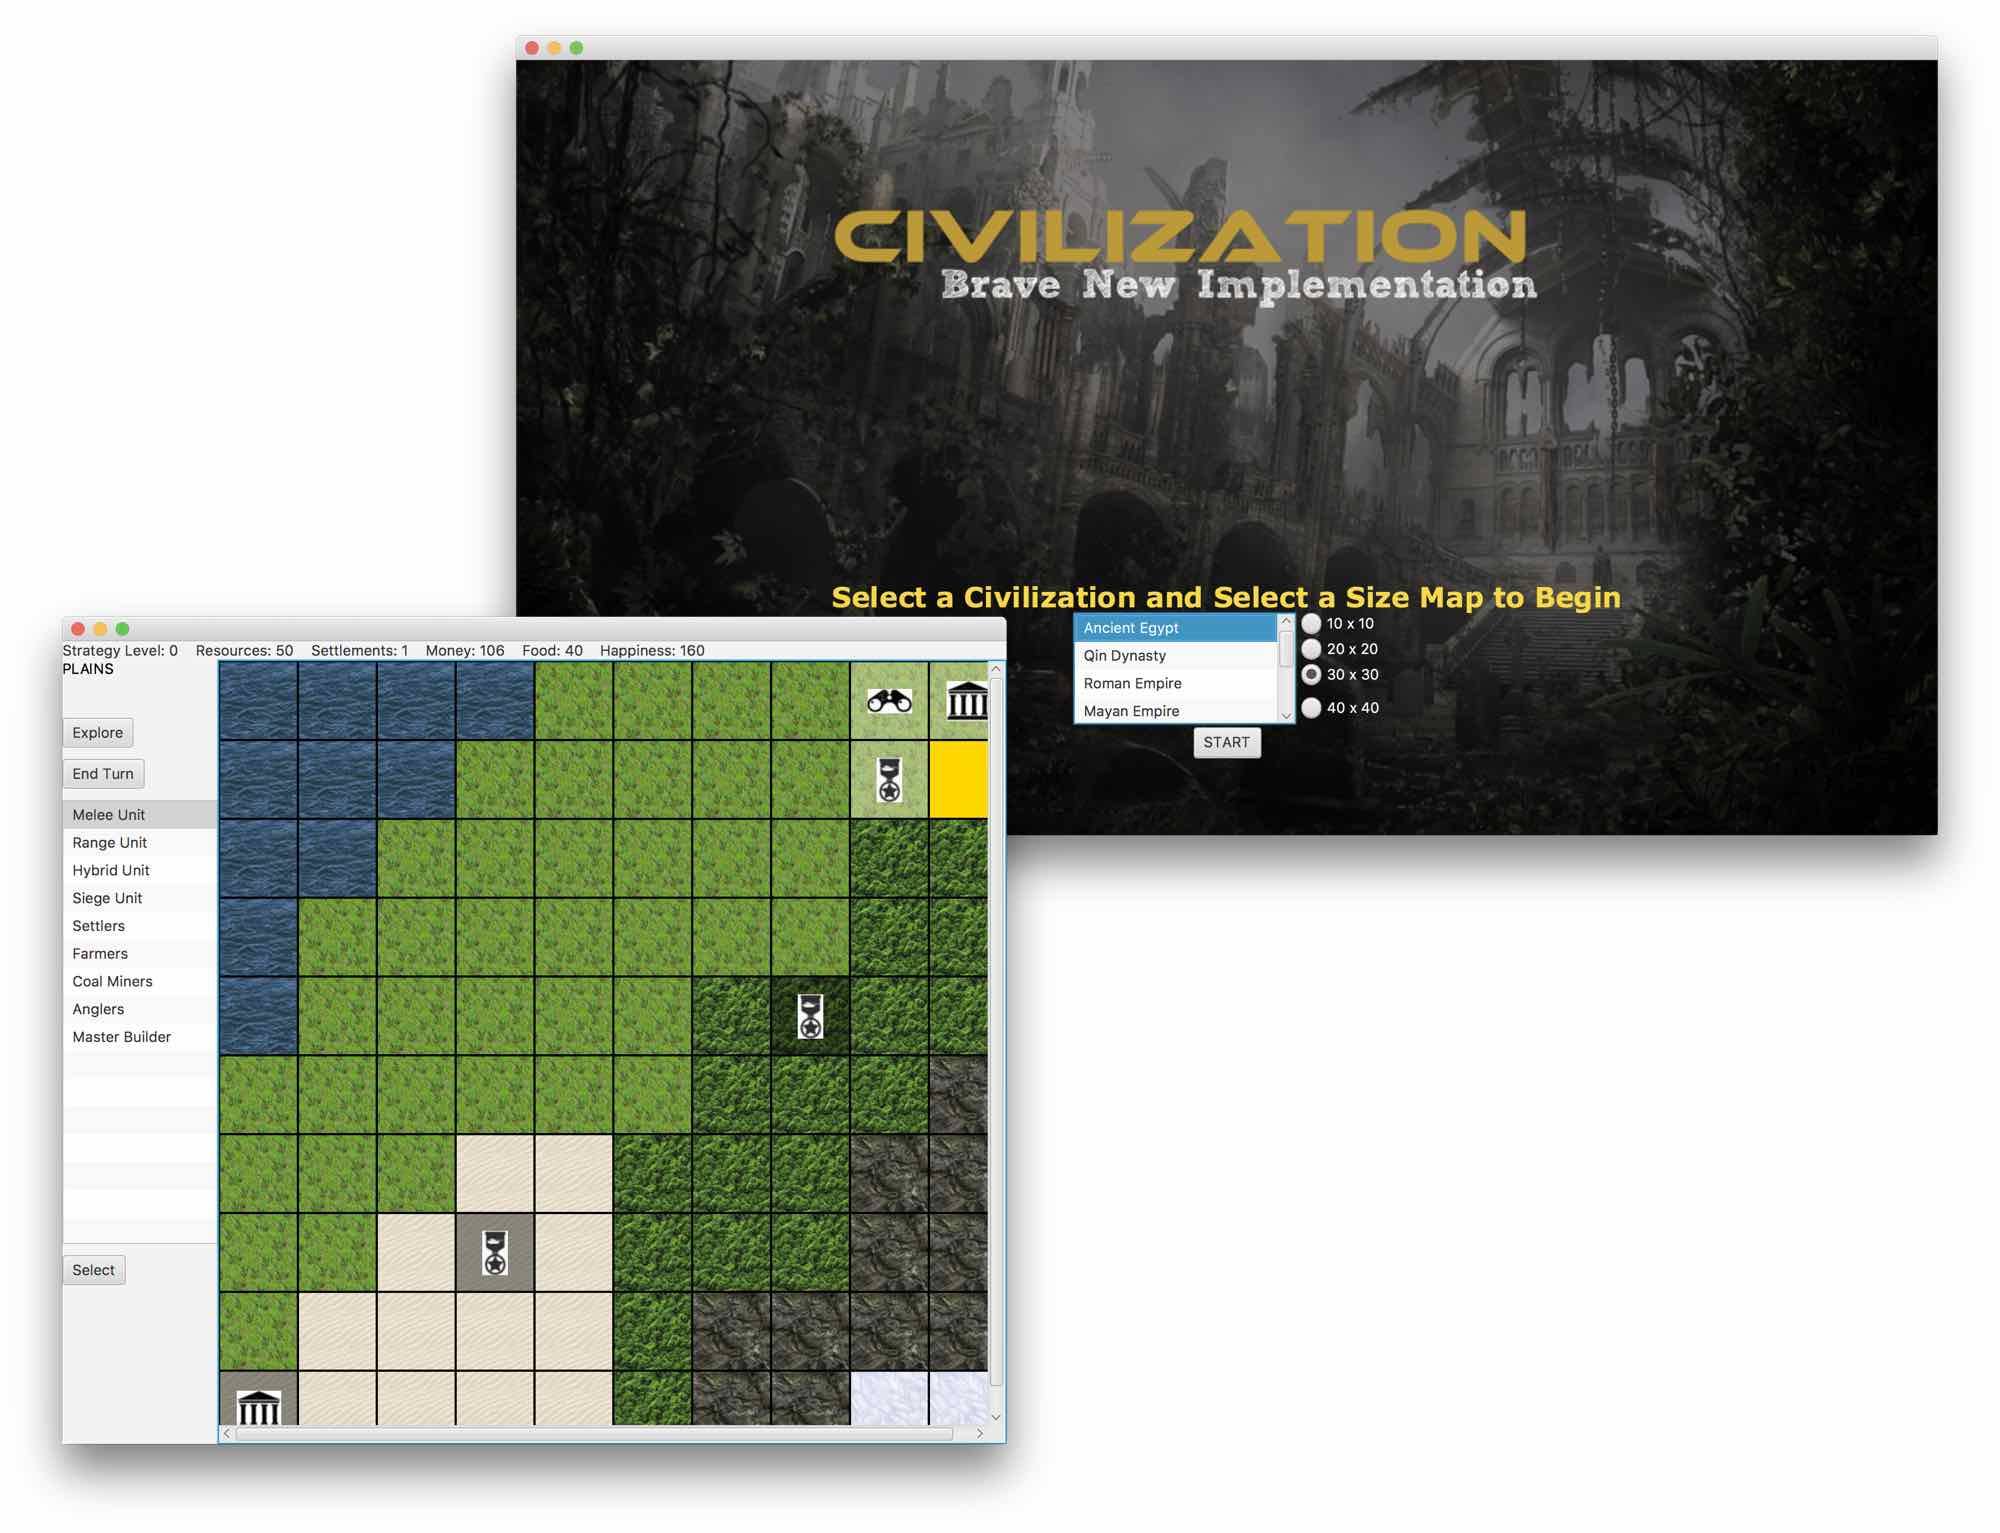 CIVILIZATION
Brave New Implementation
Select a Civilization and Select a Size Map to Begin
Ancient Egypt
Qin Dynasty
Roman Empire
Mayan Empire
10 x 10
20 x 20
30 x 30
40 x 40
START
Strategy Level: 0 Resources: 50 Settlements: 1 Money: 106 Food: 40 Happiness: 160
PLAINS
Explore
End Turn
Melee Unit
Range Unit
Hybrid Unit
Siege Unit
Settlers
Farmers
Coal Miners
Anglers
Master Builder
Select